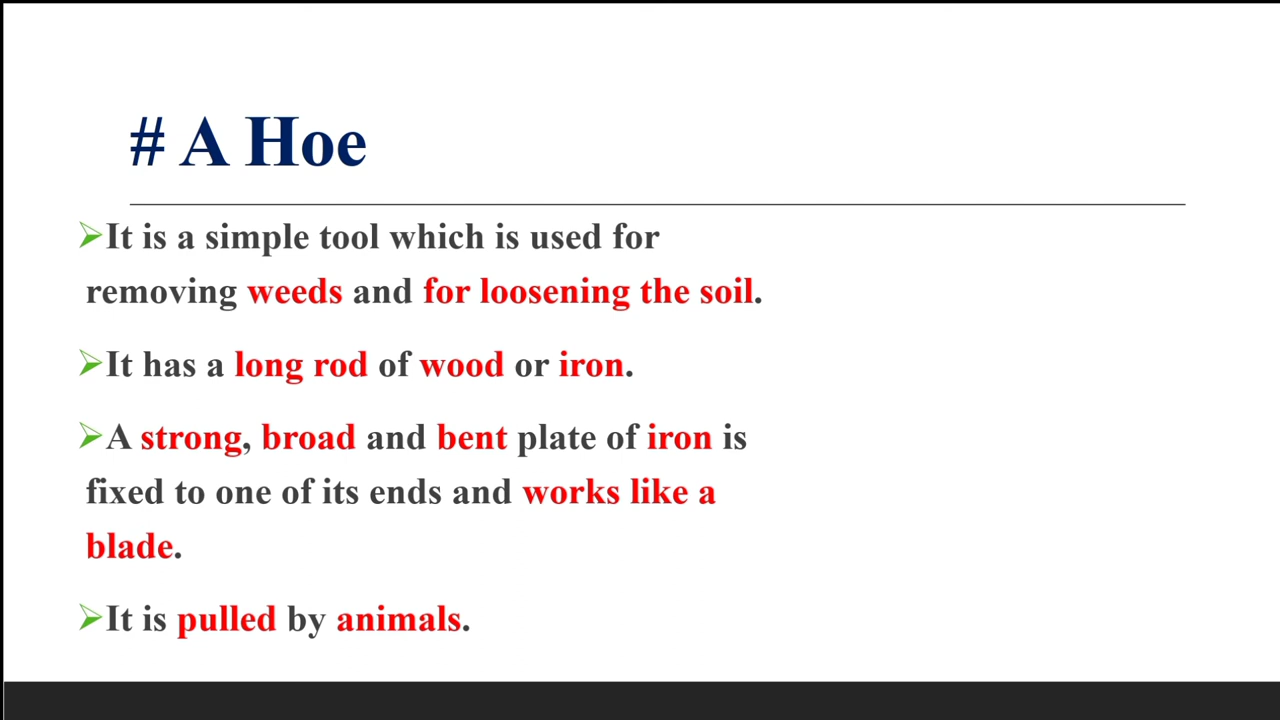 # A Hoe
➢It is a simple tool which is used for
removing weeds and for loosening the soil.
➢It has a long rod of wood or iron.
➢A strong, broad and bent plate of iron is
fixed to one of its ends and works like a
blade.
➢It is pulled by animals.